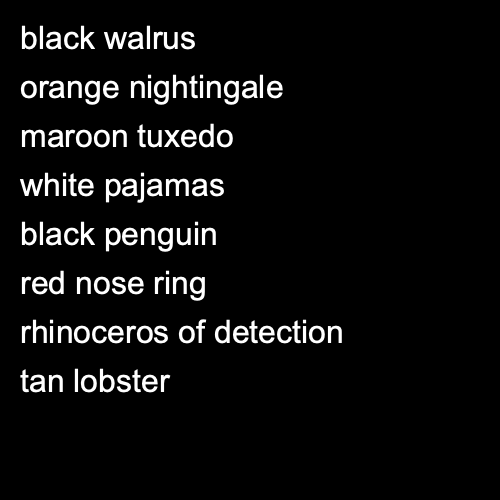 black walrus
orange nightingale
maroon tuxedo
white pajamas
black penguin
red nose ring
rhinoceros of detection
tan lobster